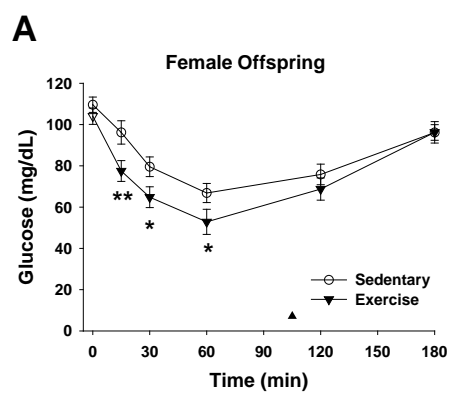 A
Female Offspring
120
100
80
60
40
20
0
Glucose (mg/dL)
**
*
*
Sedentary
Exercise
0 30 60 90 120 150 180
Time (min)